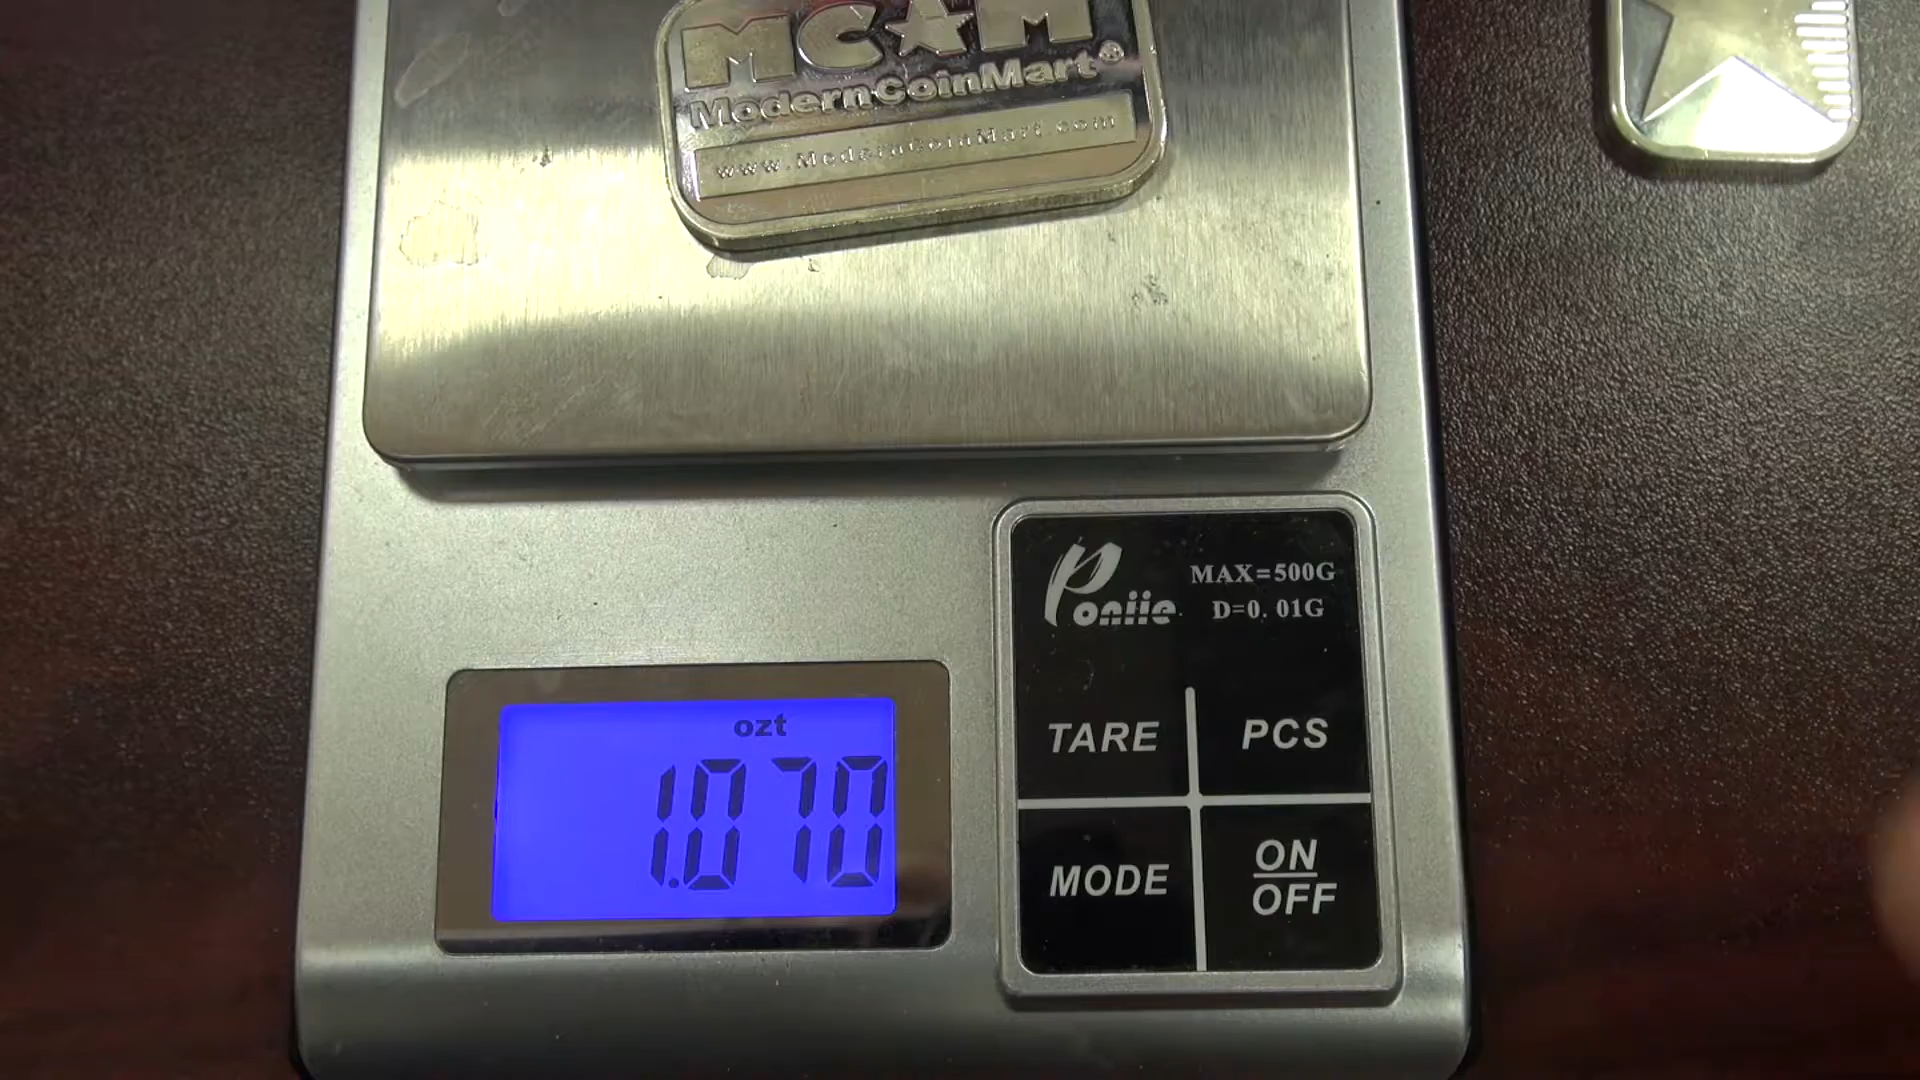 MC★M
ModernCoinMart®
www.ModernCoinMart.com
Poniie
MAX=500G
D=0.01G
TARE
PCS
MODE
ON
OFF
ozt
1.070